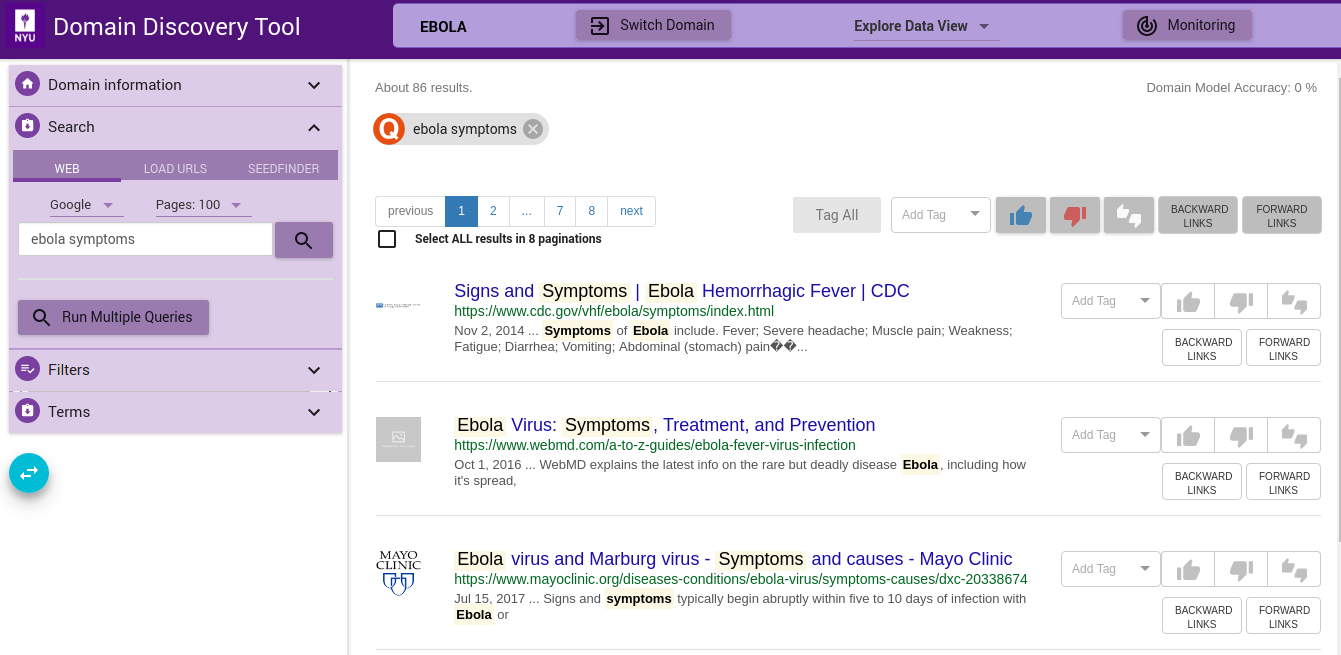 NYU
Domain Discovery Tool
EBOLA
Switch Domain
Explore Data View
Monitoring
Domain information
Search
WEB
LOAD URLS
SEEDFINDER
Google
Pages: 100
ebola symptoms
Run Multiple Queries
Filters
Terms
About 86 results.
Domain Model Accuracy: 0 %
Q ebola symptoms
previous 1 2 ... 7 8 next
Select ALL results in 8 paginations
Tag All
Add Tag
BACKWARD
LINKS
FORWARD
LINKS
Signs and Symptoms | Ebola Hemorrhagic Fever | CDC
https://www.cdc.gov/vhf/ebola/symptoms/index.html
Nov 2, 2014 ... Symptoms of Ebola include. Fever; Severe headache; Muscle pain; Weakness;
Fatigue; Diarrhea; Vomiting; Abdominal (stomach) pain��...
Add Tag
BACKWARD
LINKS
FORWARD
LINKS
Ebola Virus: Symptoms, Treatment, and Prevention
https://www.webmd.com/a-to-z-guides/ebola-fever-virus-infection
Oct 1, 2016 ... WebMD explains the latest info on the rare but deadly disease Ebola, including how
it's spread,
Add Tag
BACKWARD
LINKS
FORWARD
LINKS
MAYO
CLINIC
Ebola virus and Marburg virus - Symptoms and causes - Mayo Clinic
https://www.mayoclinic.org/diseases-conditions/ebola-virus/symptoms-causes/dxc-20338674
Jul 15, 2017 ... Signs and symptoms typically begin abruptly within five to 10 days of infection with
Ebola or
Add Tag
BACKWARD
LINKS
FORWARD
LINKS